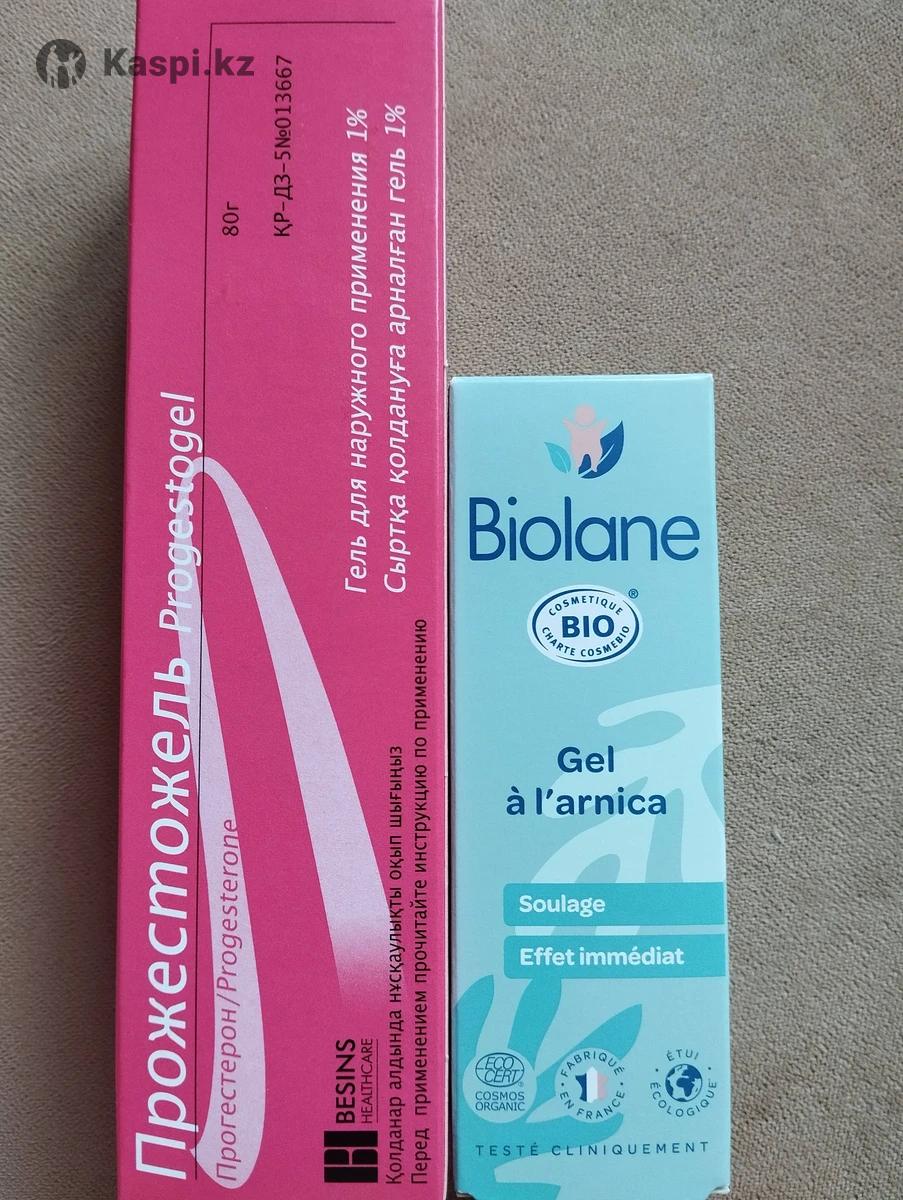 Kaspi.kz
Прожестожель Progestogel
Прогестерон/Progesterone
80г
ҚР-ДЗ-5№013667
Гель для наружного применения 1%
Сыртқа қолдануға арналған гель 1%
BESINS
HEALTHCARE
Қолданар алдында нұсқаулықты оқып шығыңыз
Перед применением прочитайте инструкцию по применению
Biolane
COSMETIQUE
BIO
®
CHARTE COSMEBIO
Gel
à l'arnica
Soulage
Effet immédiat
ECO
CERT
COSMOS
ORGANIC
FABRIQUÉ
EN FRANCE
ÉTUI
ÉCOLOGIQUE
TESTÉ CLINIQUEMENT